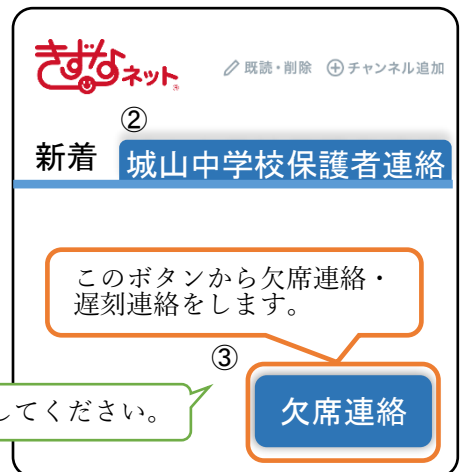 きずなネット
既読・削除 チャンネル追加
②
新着 城山中学校保護者連絡
このボタンから欠席連絡・
遅刻連絡をします。
③
してください。
欠席連絡